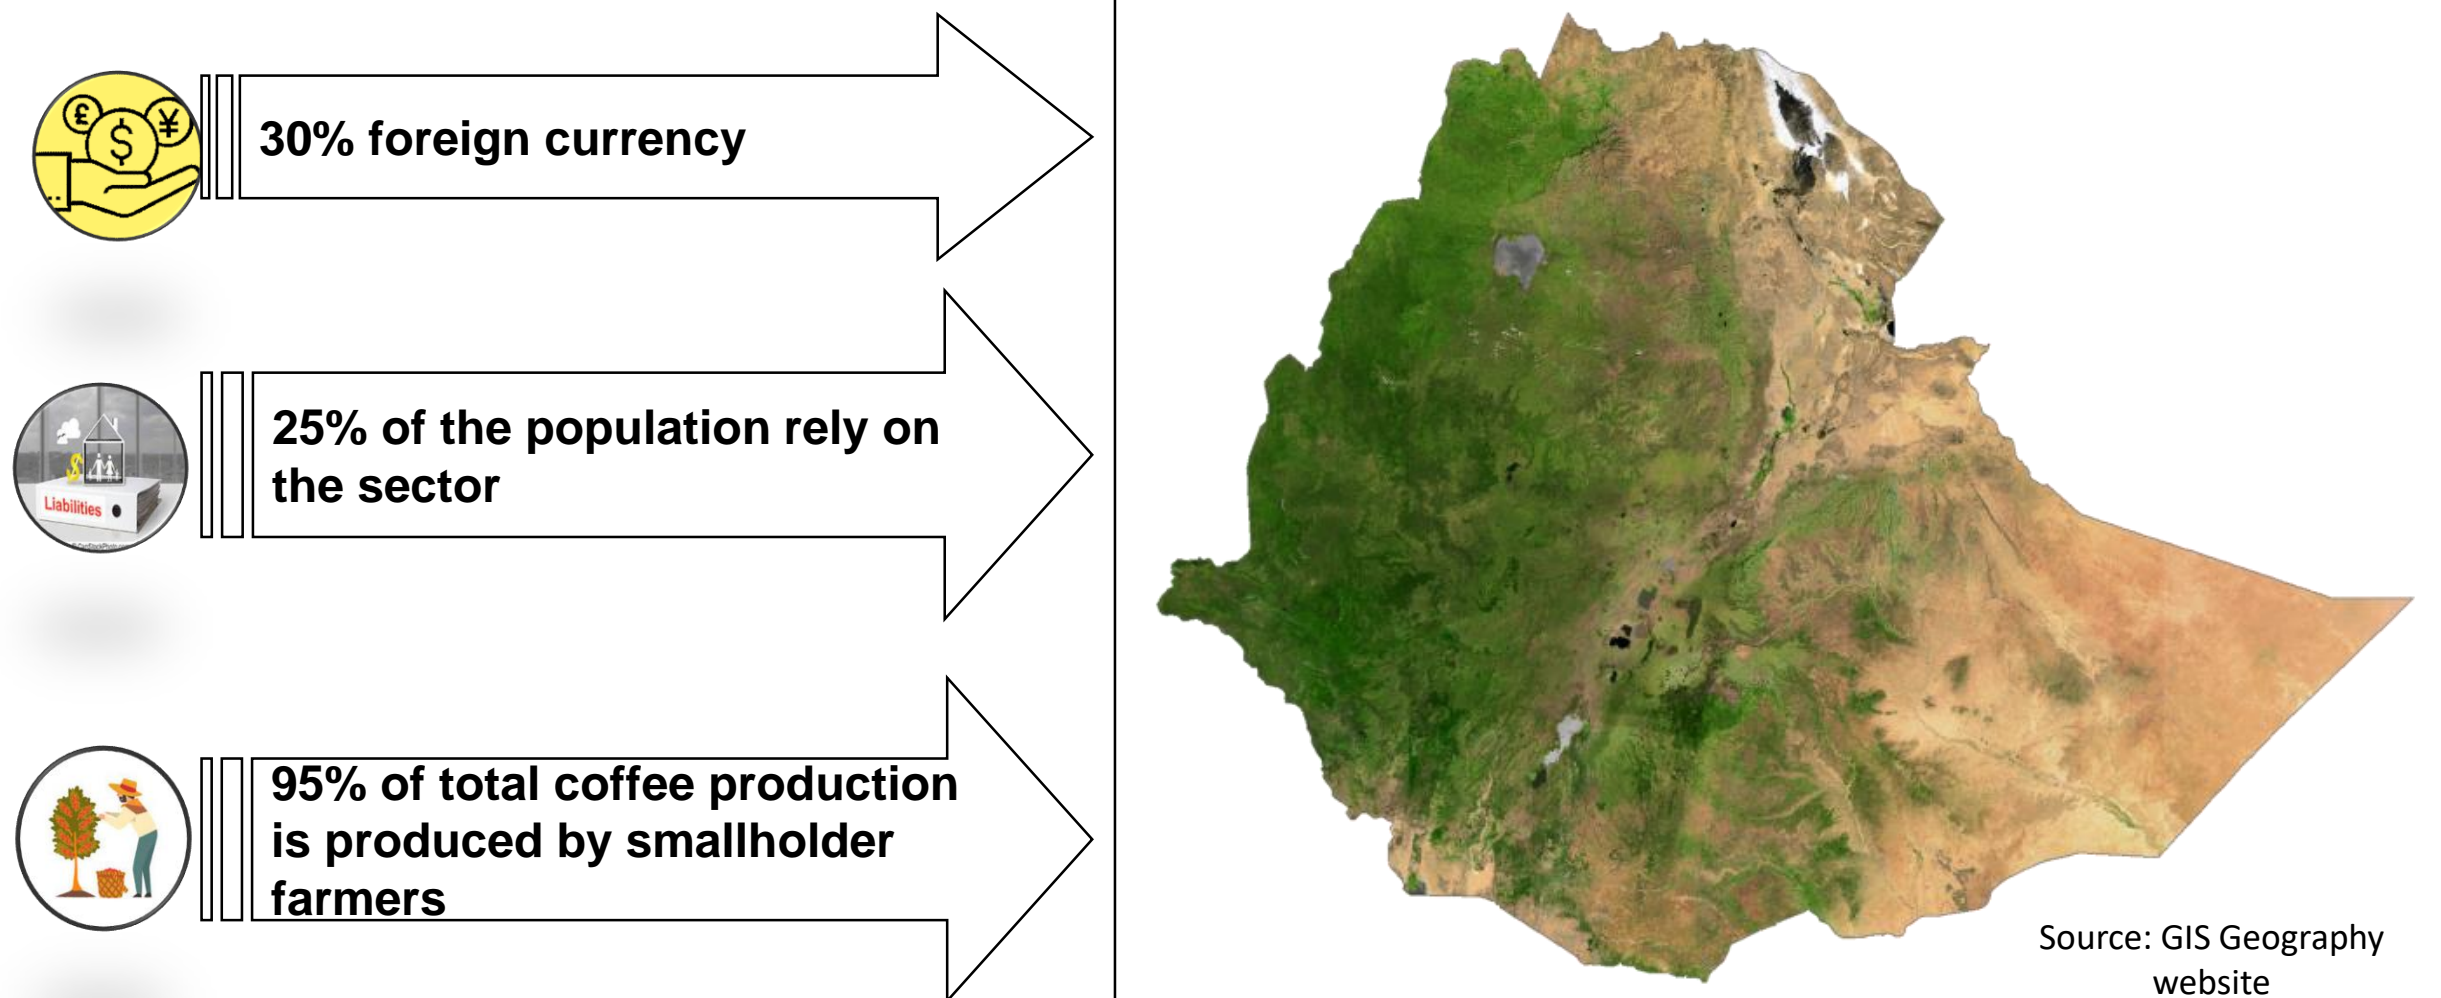 £
$
¥
30% foreign currency
25% of the population rely on
the sector
$
Liabilities
95% of total coffee production
is produced by smallholder
farmers
Source: GIS Geography
website